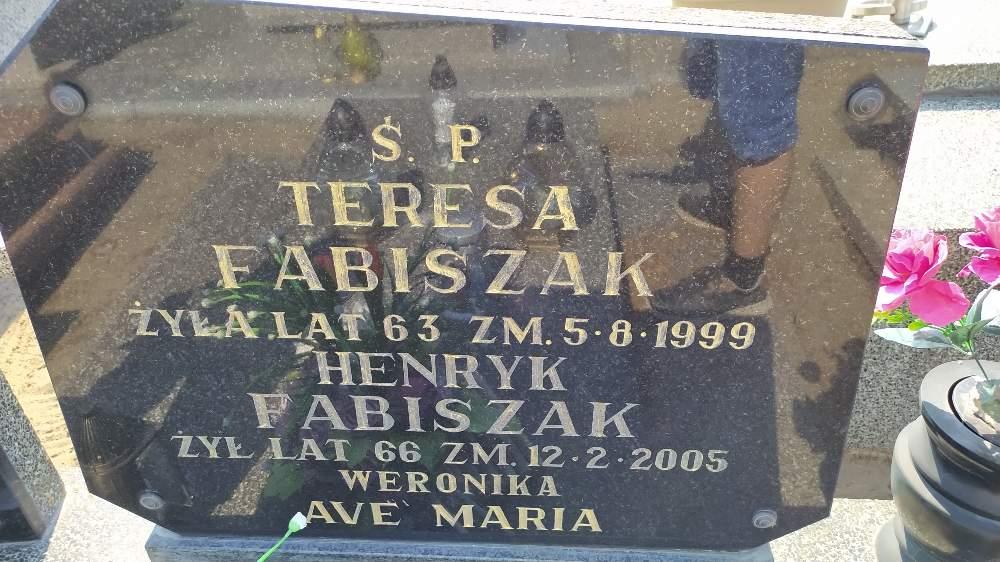 Ś. P.
TERESA
FABISZAK
ŻYŁA LAT 63 ZM. 5·8·1999
HENRYK
FABISZAK
ŻYŁ LAT 66 ZM. 12·2·2005
WERONIKA
AVE MARIA